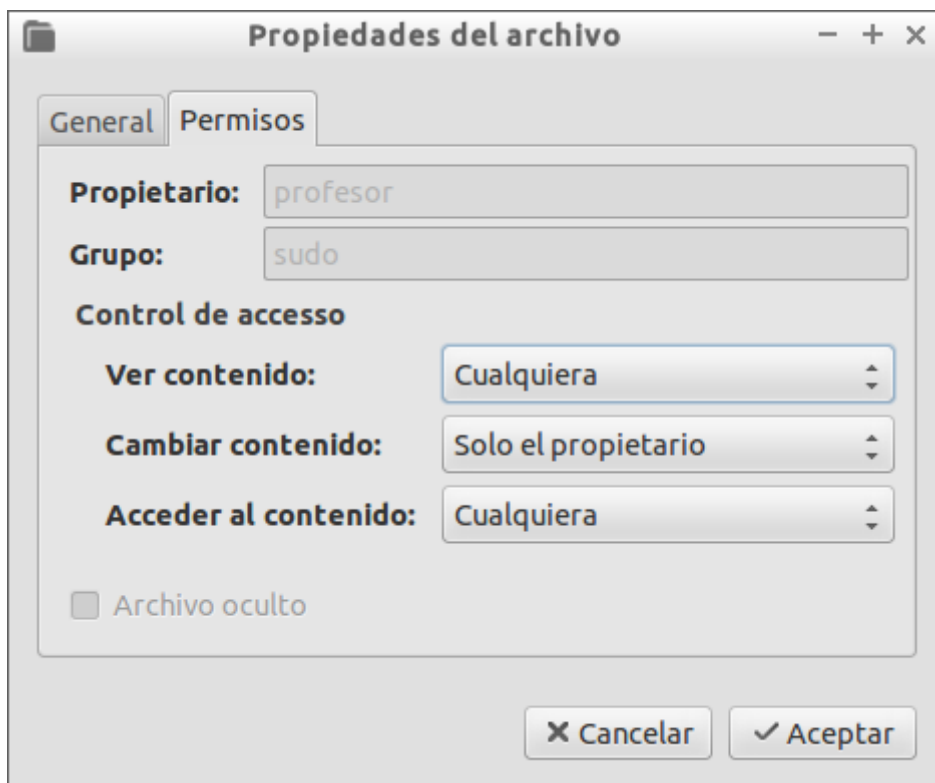 Propiedades del archivo
General Permisos
Propietario: profesor
Grupo: sudo
Control de accesso
Ver contenido: Cualquiera
Cambiar contenido: Solo el propietario
Acceder al contenido: Cualquiera
Archivo oculto
Cancelar Aceptar